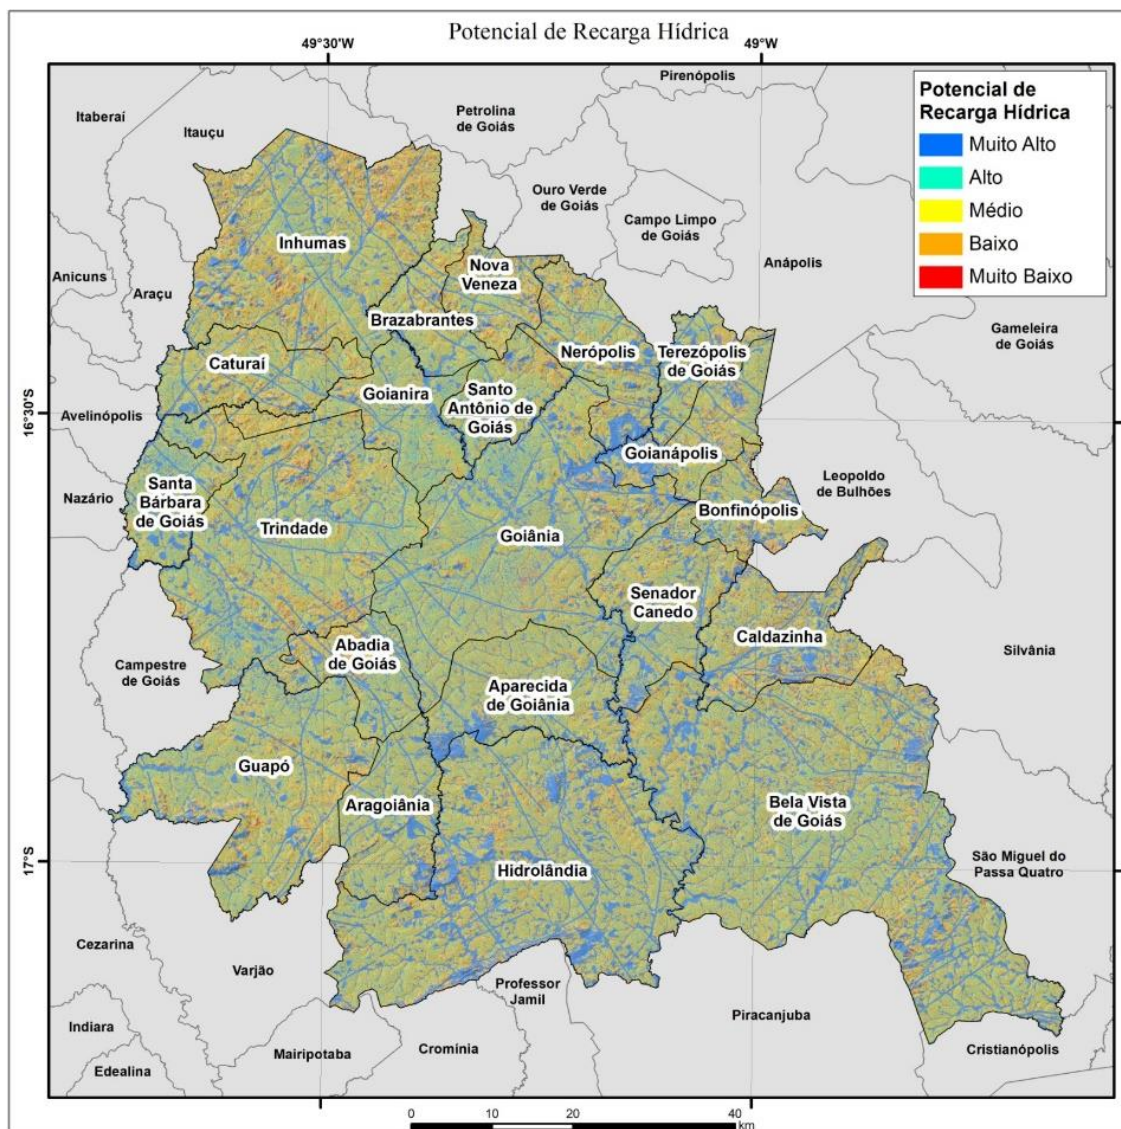 Potencial de Recarga Hídrica
49°30'W
49°W
Pirenópolis
Potencial de
Recarga Hídrica
Muito Alto
Alto
Médio
Baixo
Muito Baixo
Itaberaí
Petrolina
de Goiás
Itauçu
Ouro Verde
de Goiás
Campo Limpo
de Goiás
Inhumas
Anápolis
Nova
Veneza
Anicuns
Araçu
Brazabrantes
Gameleira
de Goiás
Caturaí
Nerópolis
Terezópolis
de Goiás
Goianira
Santo
Antônio de
Goiás
Avelinópolis
16°30'S
Goianápolis
Leopoldo
de Bulhões
Nazário
Santa
Bárbara
de Goiás
Trindade
Goiânia
Bonfinópolis
Senador
Canedo
Caldazinha
Silvânia
Campestre
de Goiás
Abadia
de Goiás
Aparecida
de Goiânia
Guapó
Aragoiânia
Bela Vista
de Goiás
17°S
Hidrolândia
São Miguel do
Passa Quatro
Cezarina
Varjão
Professor
Jamil
Piracanjuba
Indiara
Edealina
Mairipotaba
Cromínia
Cristianópolis
0 10 20 40
km